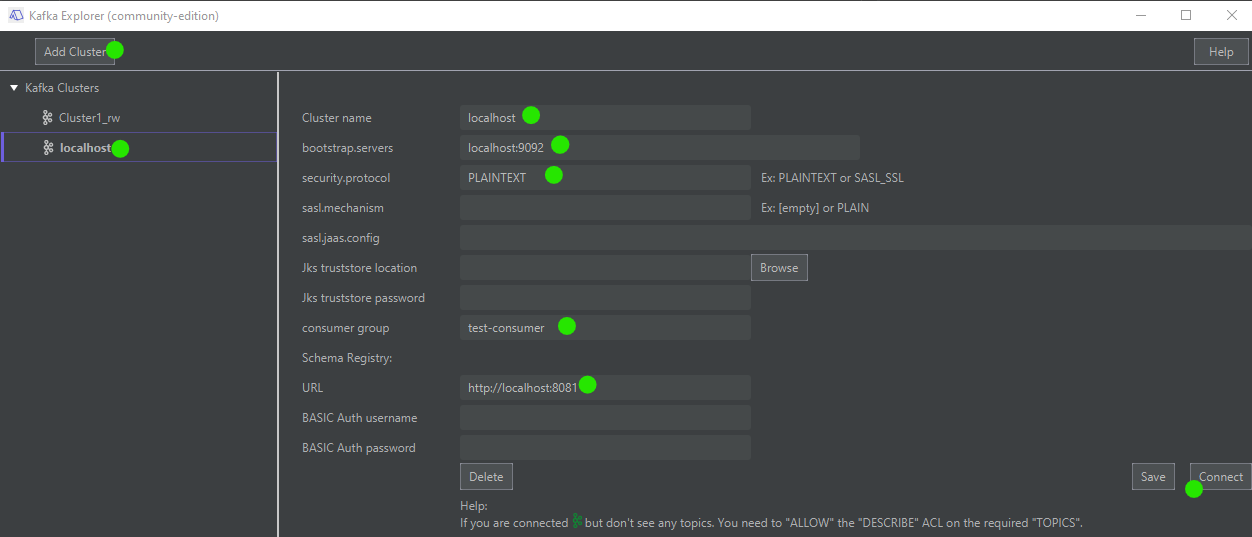 Kafka Explorer (community-edition)
Add Cluster
Help
Kafka Clusters
Cluster1_rw
localhost
Cluster name localhost
bootstrap.servers localhost:9092
security.protocol PLAINTEXT Ex: PLAINTEXT or SASL_SSL
sasl.mechanism Ex: [empty] or PLAIN
sasl.jaas.config
Jks truststore location Browse
Jks truststore password
consumer group test-consumer
Schema Registry:
URL http://localhost:8081
BASIC Auth username
BASIC Auth password
Delete Save Connect
Help:
If you are connected but don't see any topics. You need to "ALLOW" the "DESCRIBE" ACL on the required "TOPICS".